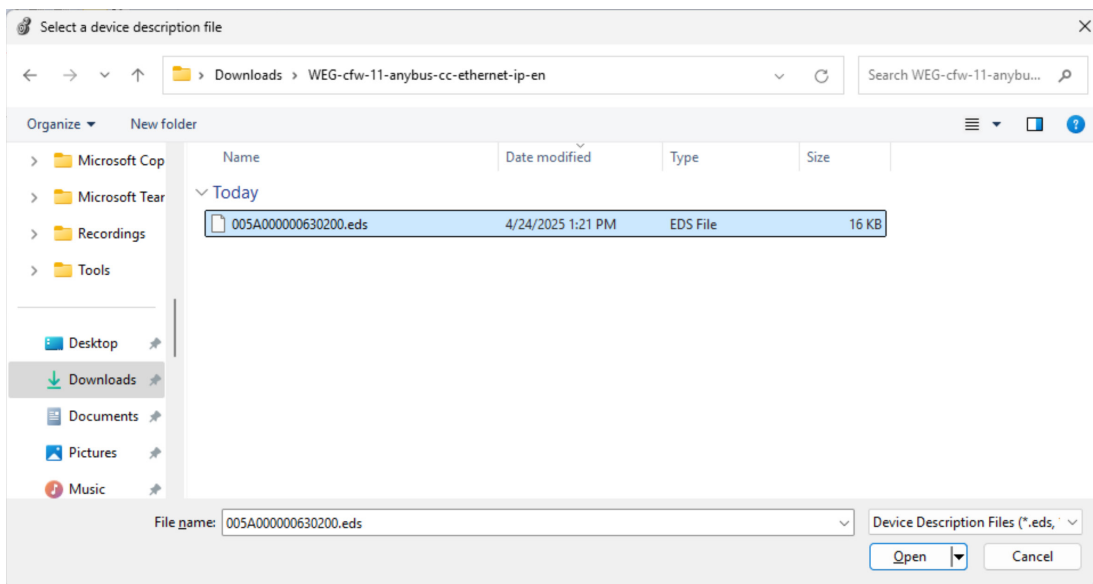 Select a device description file
Downloads > WEG-cfw-11-anybus-cc-ethernet-ip-en
Search WEG-cfw-11-anybu...
Organize
New folder
Name Date modified Type Size
Today
005A000000630200.eds 4/24/2025 1:21 PM EDS File 16 KB
Microsoft Cop
Microsoft Tear
Recordings
Tools
Desktop
Downloads
Documents
Pictures
Music
File name: 005A000000630200.eds
Device Description Files (*.eds,
Open
Cancel